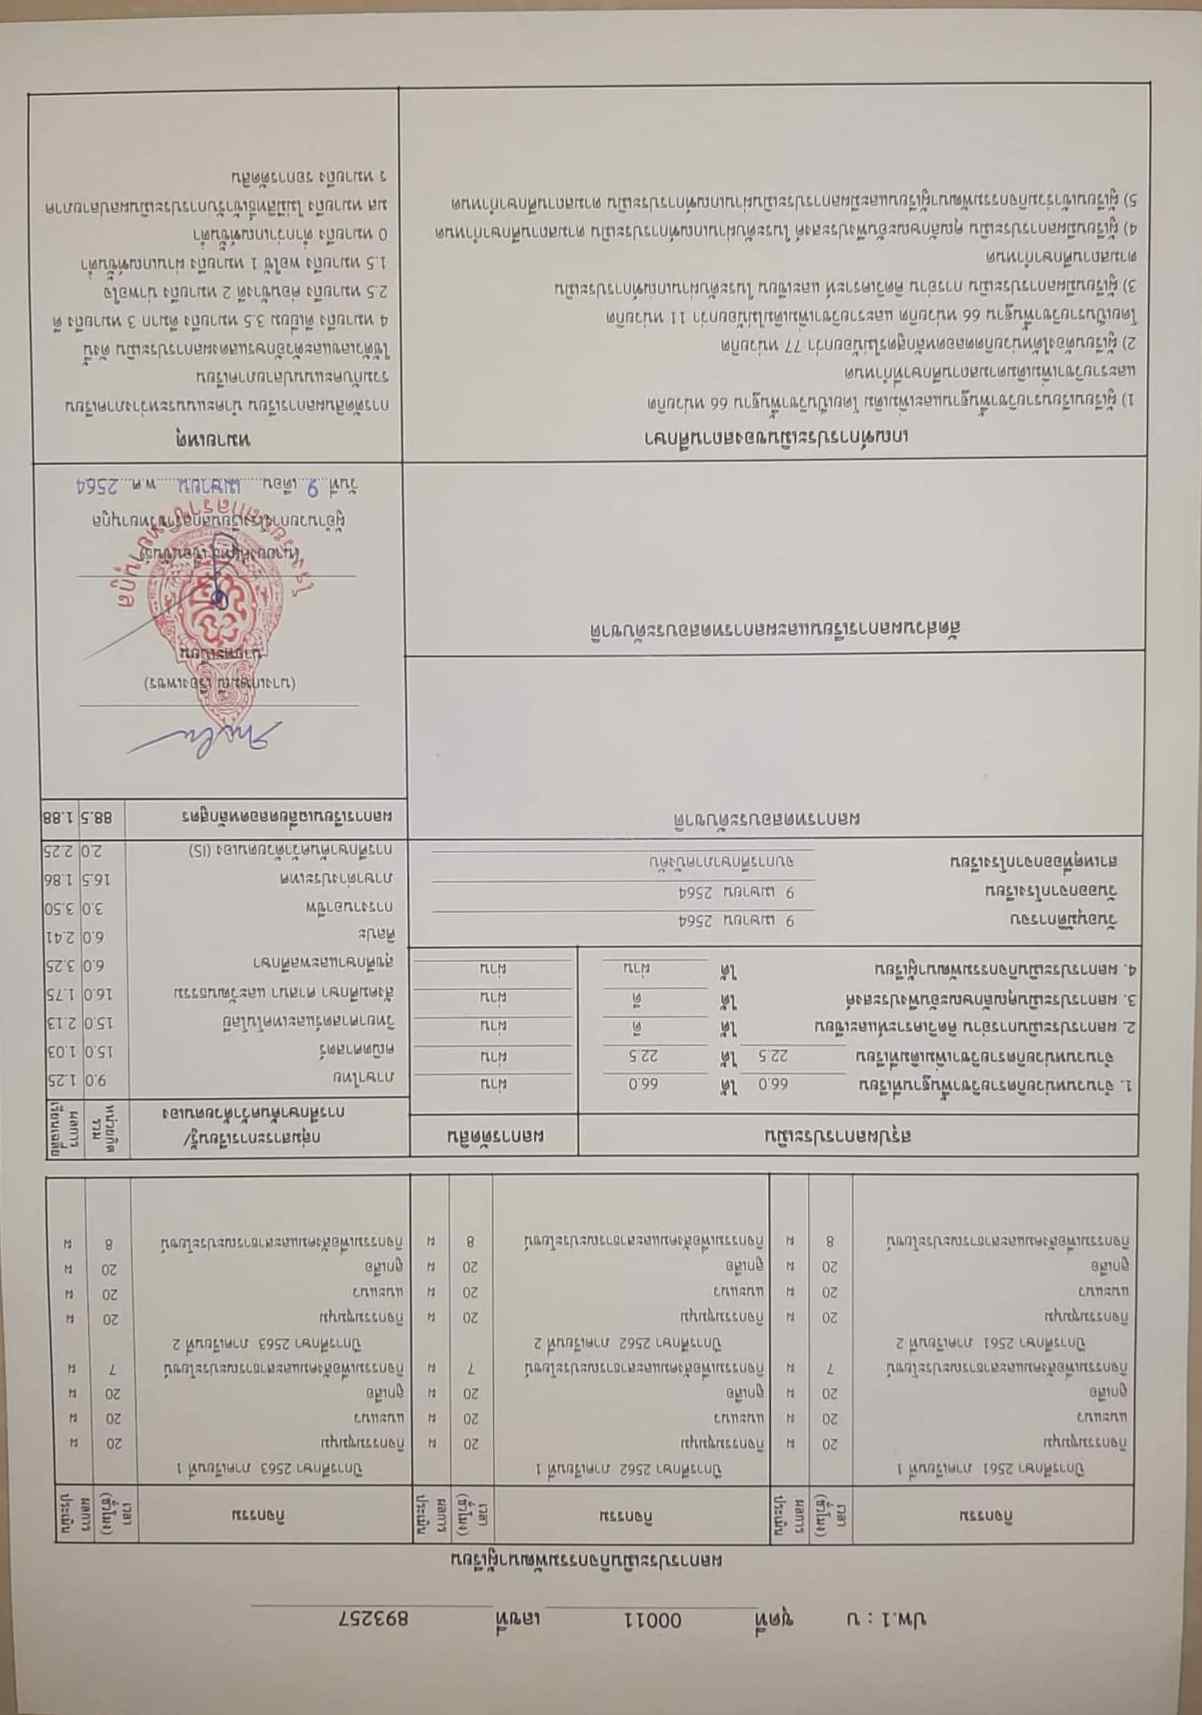 ปพ.1 : บ ชุดที่ 00011 เลขที่ 893257
ผลการประเมินกิจกรรมพัฒนาผู้เรียน
กิจกรรม เวลา (ชั่วโมง) ผลการประเมิน กิจกรรม เวลา (ชั่วโมง) ผลการประเมิน กิจกรรม เวลา (ชั่วโมง) ผลการประเมิน
ปีการศึกษา 2561 ภาคเรียนที่ 1 ปีการศึกษา 2562 ภาคเรียนที่ 1 ปีการศึกษา 2563 ภาคเรียนที่ 1
กิจกรรมชุมนุม 20 ผ กิจกรรมชุมนุม 20 ผ กิจกรรมชุมนุม 20 ผ
แนะแนว 20 ผ แนะแนว 20 ผ แนะแนว 20 ผ
ลูกเสือ 20 ผ ลูกเสือ 20 ผ ลูกเสือ 20 ผ
กิจกรรมเพื่อสังคมและสาธารณะประโยชน์ 7 ผ กิจกรรมเพื่อสังคมและสาธารณะประโยชน์ 7 ผ กิจกรรมเพื่อสังคมและสาธารณะประโยชน์ 7 ผ
ปีการศึกษา 2561 ภาคเรียนที่ 2 ปีการศึกษา 2562 ภาคเรียนที่ 2 ปีการศึกษา 2563 ภาคเรียนที่ 2
กิจกรรมชุมนุม 20 ผ กิจกรรมชุมนุม 20 ผ กิจกรรมชุมนุม 20 ผ
แนะแนว 20 ผ แนะแนว 20 ผ แนะแนว 20 ผ
ลูกเสือ 20 ผ ลูกเสือ 20 ผ ลูกเสือ 20 ผ
กิจกรรมเพื่อสังคมและสาธารณะประโยชน์ 8 ผ กิจกรรมเพื่อสังคมและสาธารณะประโยชน์ 8 ผ กิจกรรมเพื่อสังคมและสาธารณะประโยชน์ 8 ผ
สรุปผลการประเมิน ผลการตัดสิน
1. จำนวนหน่วยกิตรายวิชาพื้นฐานที่เรียน 66.0 ได้ 66.0 ผ่าน
จำนวนหน่วยกิตรายวิชาเพิ่มเติมที่เรียน 22.5 ได้ 22.5 ผ่าน
2. ผลการประเมินการอ่าน คิดวิเคราะห์และเขียน ได้ ดี ผ่าน
3. ผลการประเมินคุณลักษณะอันพึงประสงค์ ได้ ดี ผ่าน
4. ผลการประเมินกิจกรรมพัฒนาผู้เรียน ได้ ผ่าน ผ่าน
วันอนุมัติการจบ 9 เมษายน 2564
วันออกจากโรงเรียน 9 เมษายน 2564
สาเหตุที่ออกจากโรงเรียน จบการศึกษาภาคบังคับ
ผลการทดสอบระดับชาติ
สัดส่วนผลการเรียนและผลการทดสอบระดับชาติ
กลุ่มสาระการเรียนรู้/ หน่วยกิตรวม ผลการเรียนเฉลี่ย
การศึกษาค้นคว้าด้วยตนเอง
ภาษาไทย 9.0 1.25
คณิตศาสตร์ 15.0 1.03
วิทยาศาสตร์และเทคโนโลยี 15.0 2.13
สังคมศึกษา ศาสนา และวัฒนธรรม 16.0 1.75
สุขศึกษาและพลศึกษา 6.0 3.25
ศิลปะ 6.0 2.41
การงานอาชีพ 3.0 3.50
ภาษาต่างประเทศ 16.5 1.86
การศึกษาค้นคว้าด้วยตนเอง (IS) 2.0 2.25
ผลการเรียนเฉลี่ยตลอดหลักสูตร 88.5 1.88
นายทะเบียน
วันที่ 9 เดือน เมษายน พ.ศ. 2564
เกณฑ์การประเมินของสถานศึกษา
1) ผู้เรียนเรียนรายวิชาพื้นฐานและเพิ่มเติม โดยเป็นวิชาพื้นฐาน 66 หน่วยกิต
และรายวิชาเพิ่มเติมตามสถานศึกษาที่กำหนด
2) ผู้เรียนต้องได้หน่วยกิตตลอดหลักสูตรไม่น้อยกว่า 77 หน่วยกิต
โดยเป็นรายวิชาพื้นฐาน 66 หน่วยกิต และรายวิชาเพิ่มเติมไม่น้อยกว่า 11 หน่วยกิต
3) ผู้เรียนมีผลการประเมิน การอ่าน คิดวิเคราะห์ และเขียน ในระดับผ่านเกณฑ์การประเมิน
ตามสถานศึกษากำหนด
4) ผู้เรียนมีผลการประเมิน คุณลักษณะอันพึงประสงค์ ในระดับผ่านเกณฑ์การประเมิน ตามสถานศึกษากำหนด
5) ผู้เรียนเข้าร่วมกิจกรรมพัฒนาผู้เรียนและมีผลการประเมินผ่านเกณฑ์การประเมิน ตามสถานศึกษากำหนด
หมายเหตุ
การตัดสินผลการเรียน นำคะแนนระหว่างภาคเรียน
รวมกับคะแนนปลายภาคเรียน
ใช้ตัวเลขและตัวอักษรแสดงผลการประเมิน ดังนี้
4 หมายถึง ดีเยี่ยม 3.5 หมายถึง ดีมาก 3 หมายถึง ดี
2.5 หมายถึง ค่อนข้างดี 2 หมายถึง น่าพอใจ
1.5 หมายถึง พอใช้ 1 หมายถึง ผ่านเกณฑ์ขั้นต่ำ
0 หมายถึง ต่ำกว่าเกณฑ์ขั้นต่ำ
มส หมายถึง ไม่มีสิทธิ์เข้ารับการประเมินผลปลายภาค
ร หมายถึง รอการตัดสิน